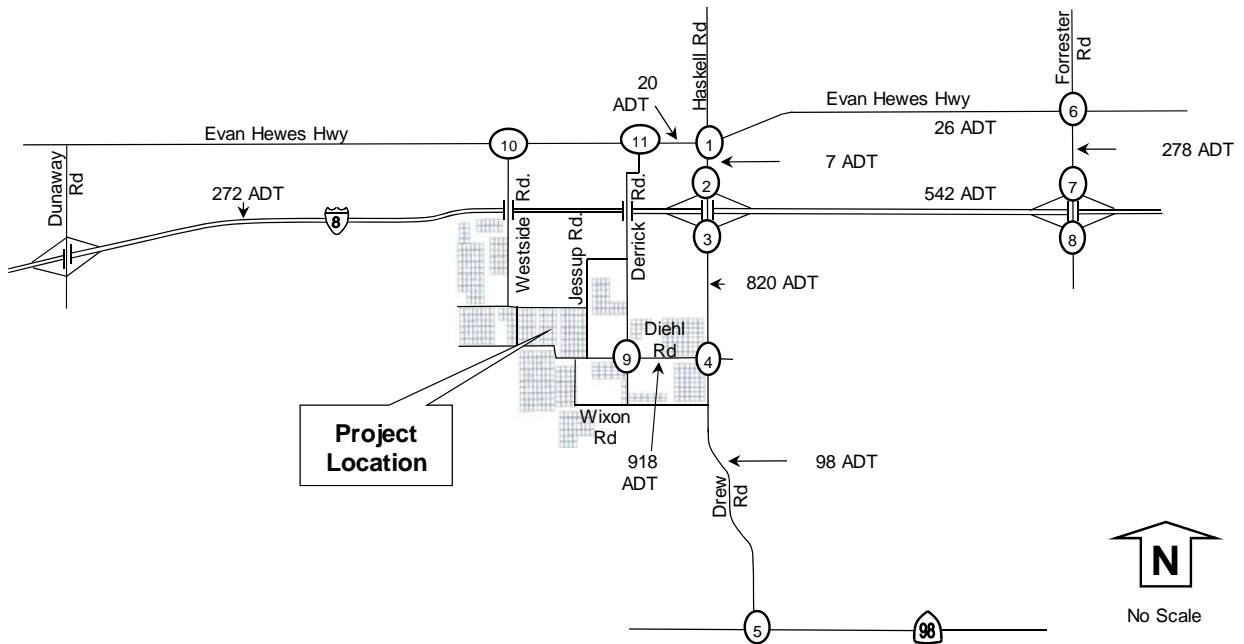 Haskell Rd
Forrester
Rd
20
ADT
Evan Hewes Hwy
6
Evan Hewes Hwy
26 ADT
10
11
1
7 ADT
278 ADT
Dunaway
Rd
272 ADT
8
Westside Rd.
Jessup Rd.
Derrick Rd.
2
3
542 ADT
7
8
820 ADT
Diehl
Rd
9
4
Wixon
Rd
Project
Location
918
ADT
98 ADT
Drew
Rd
N
No Scale
5
98